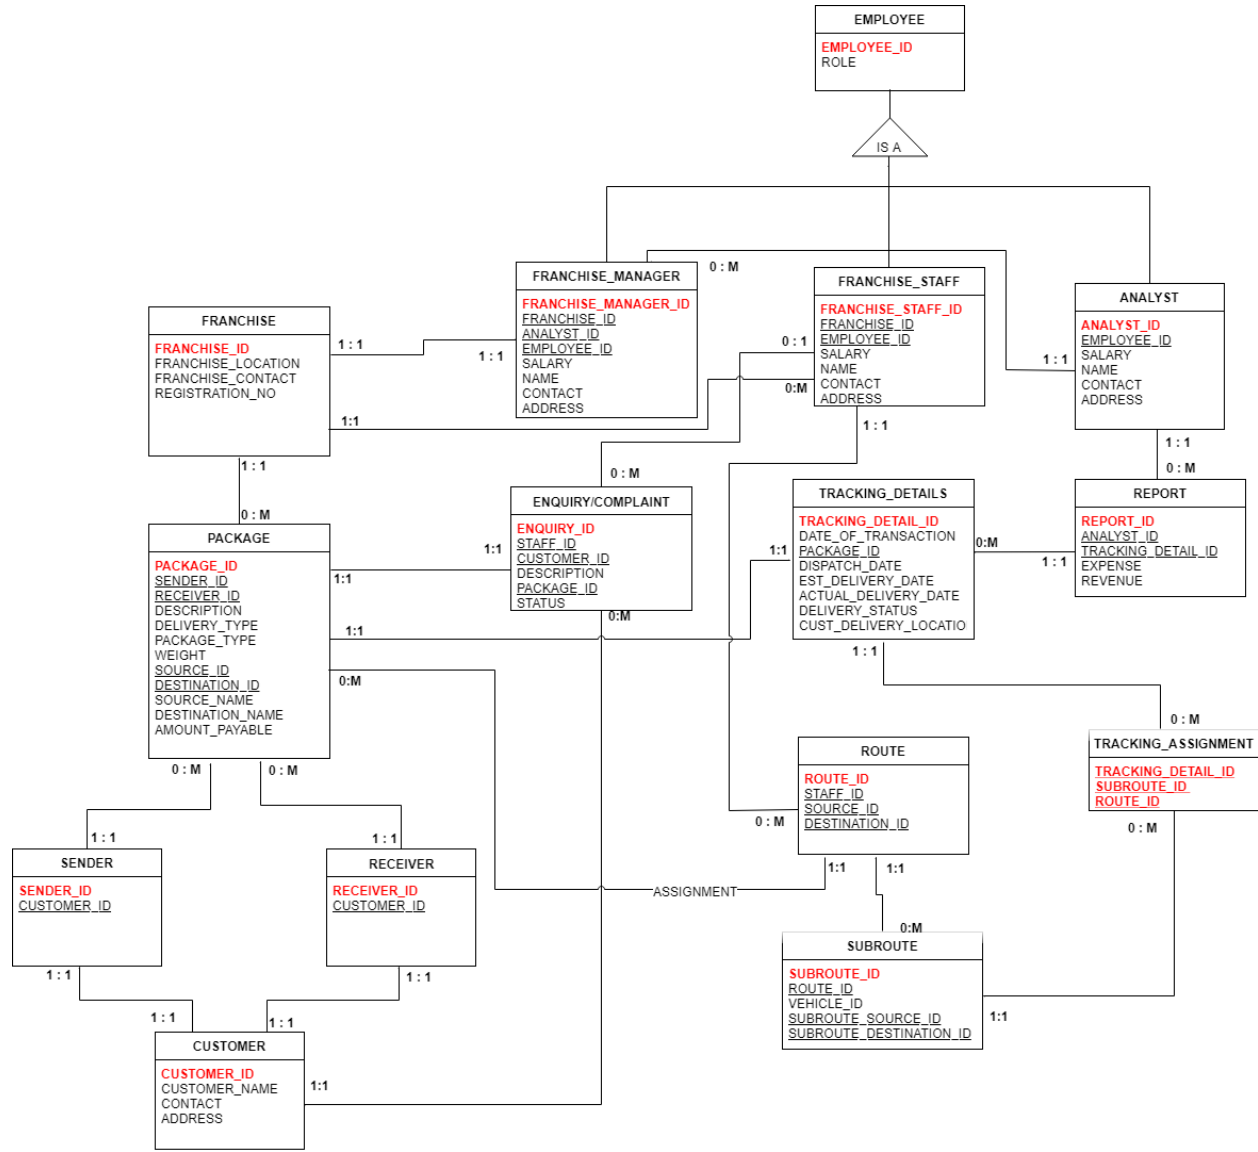 EMPLOYEE
EMPLOYEE_ID
ROLE
IS A
0 : M
FRANCHISE_MANAGER
FRANCHISE_MANAGER_ID
FRANCHISE_ID
ANALYST_ID
EMPLOYEE_ID
SALARY
NAME
CONTACT
ADDRESS
FRANCHISE_STAFF
FRANCHISE_STAFF_ID
FRANCHISE_ID
EMPLOYEE_ID
SALARY
NAME
CONTACT
ADDRESS
ANALYST
ANALYST_ID
EMPLOYEE_ID
SALARY
NAME
CONTACT
ADDRESS
FRANCHISE
FRANCHISE_ID
FRANCHISE_LOCATION
FRANCHISE_CONTACT
REGISTRATION_NO
1 : 1
1 : 1
0 : 1
1:1
0:M
1:1
1 : 1
1 : 1
1 : 1
0 : M
0 : M
0 : M
ENQUIRY/COMPLAINT
ENQUIRY_ID
STAFF_ID
CUSTOMER_ID
DESCRIPTION
PACKAGE_ID
STATUS
TRACKING_DETAILS
TRACKING_DETAIL_ID
DATE_OF_TRANSACTION
PACKAGE_ID
DISPATCH_DATE
EST_DELIVERY_DATE
ACTUAL_DELIVERY_DATE
DELIVERY_STATUS
CUST_DELIVERY_LOCATIO
REPORT
REPORT_ID
ANALYST_ID
TRACKING_DETAIL_ID
EXPENSE
REVENUE
PACKAGE
PACKAGE_ID
SENDER_ID
RECEIVER_ID
DESCRIPTION
DELIVERY_TYPE
PACKAGE_TYPE
WEIGHT
SOURCE_ID
DESTINATION_ID
SOURCE_NAME
DESTINATION_NAME
AMOUNT_PAYABLE
1:1
1:1
1:1
0:M
1 : 1
0:M
1:1
1 : 1
0:M
0 : M
0 : M
0 : M
ROUTE
ROUTE_ID
STAFF_ID
SOURCE_ID
DESTINATION_ID
TRACKING_ASSIGNMENT
TRACKING_DETAIL_ID
SUBROUTE_ID
ROUTE_ID
0 : M
0 : M
1 : 1
1 : 1
1:1
1:1
ASSIGNMENT
SENDER
SENDER_ID
CUSTOMER_ID
RECEIVER
RECEIVER_ID
CUSTOMER_ID
0:M
SUBROUTE
SUBROUTE_ID
ROUTE_ID
VEHICLE_ID
SUBROUTE_SOURCE_ID
SUBROUTE_DESTINATION_ID
1:1
1 : 1
1 : 1
1 : 1
1 : 1
CUSTOMER
CUSTOMER_ID
CUSTOMER_NAME
CONTACT
ADDRESS
1:1